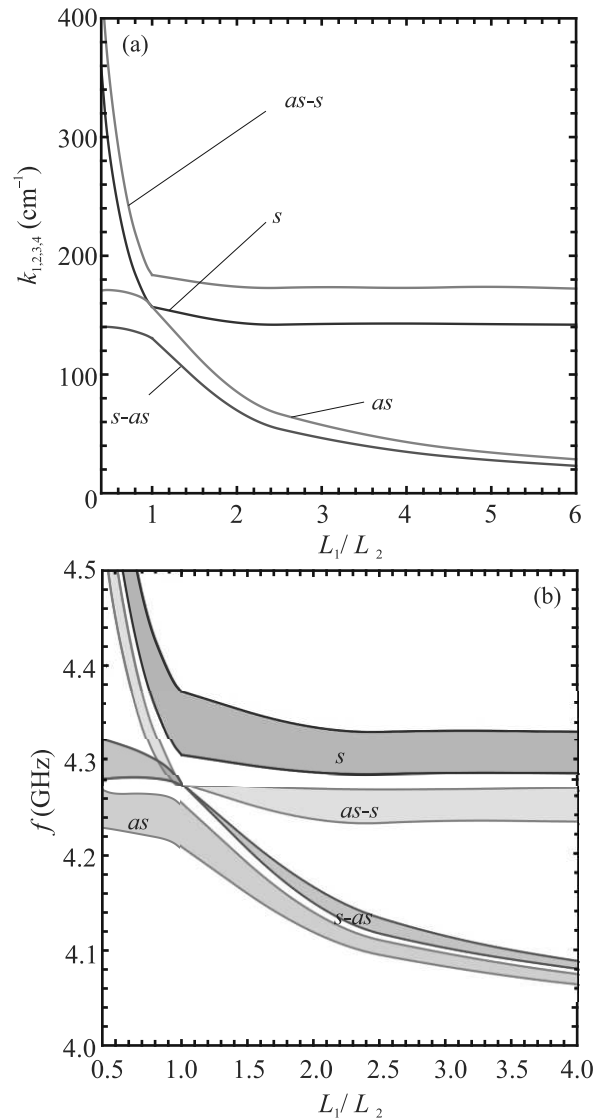 400
(a)
as-s
300
s
k1,2,3,4 (cm⁻¹)
200
100
s-as
as
0
1 2 3 4 5 6
L1/ L2
4.5
(b)
4.4
s
f (GHz)
4.3
as-s
as
4.2
s-as
4.1
4.0
0.5 1.0 1.5 2.0 2.5 3.0 3.5 4.0
L1/ L2